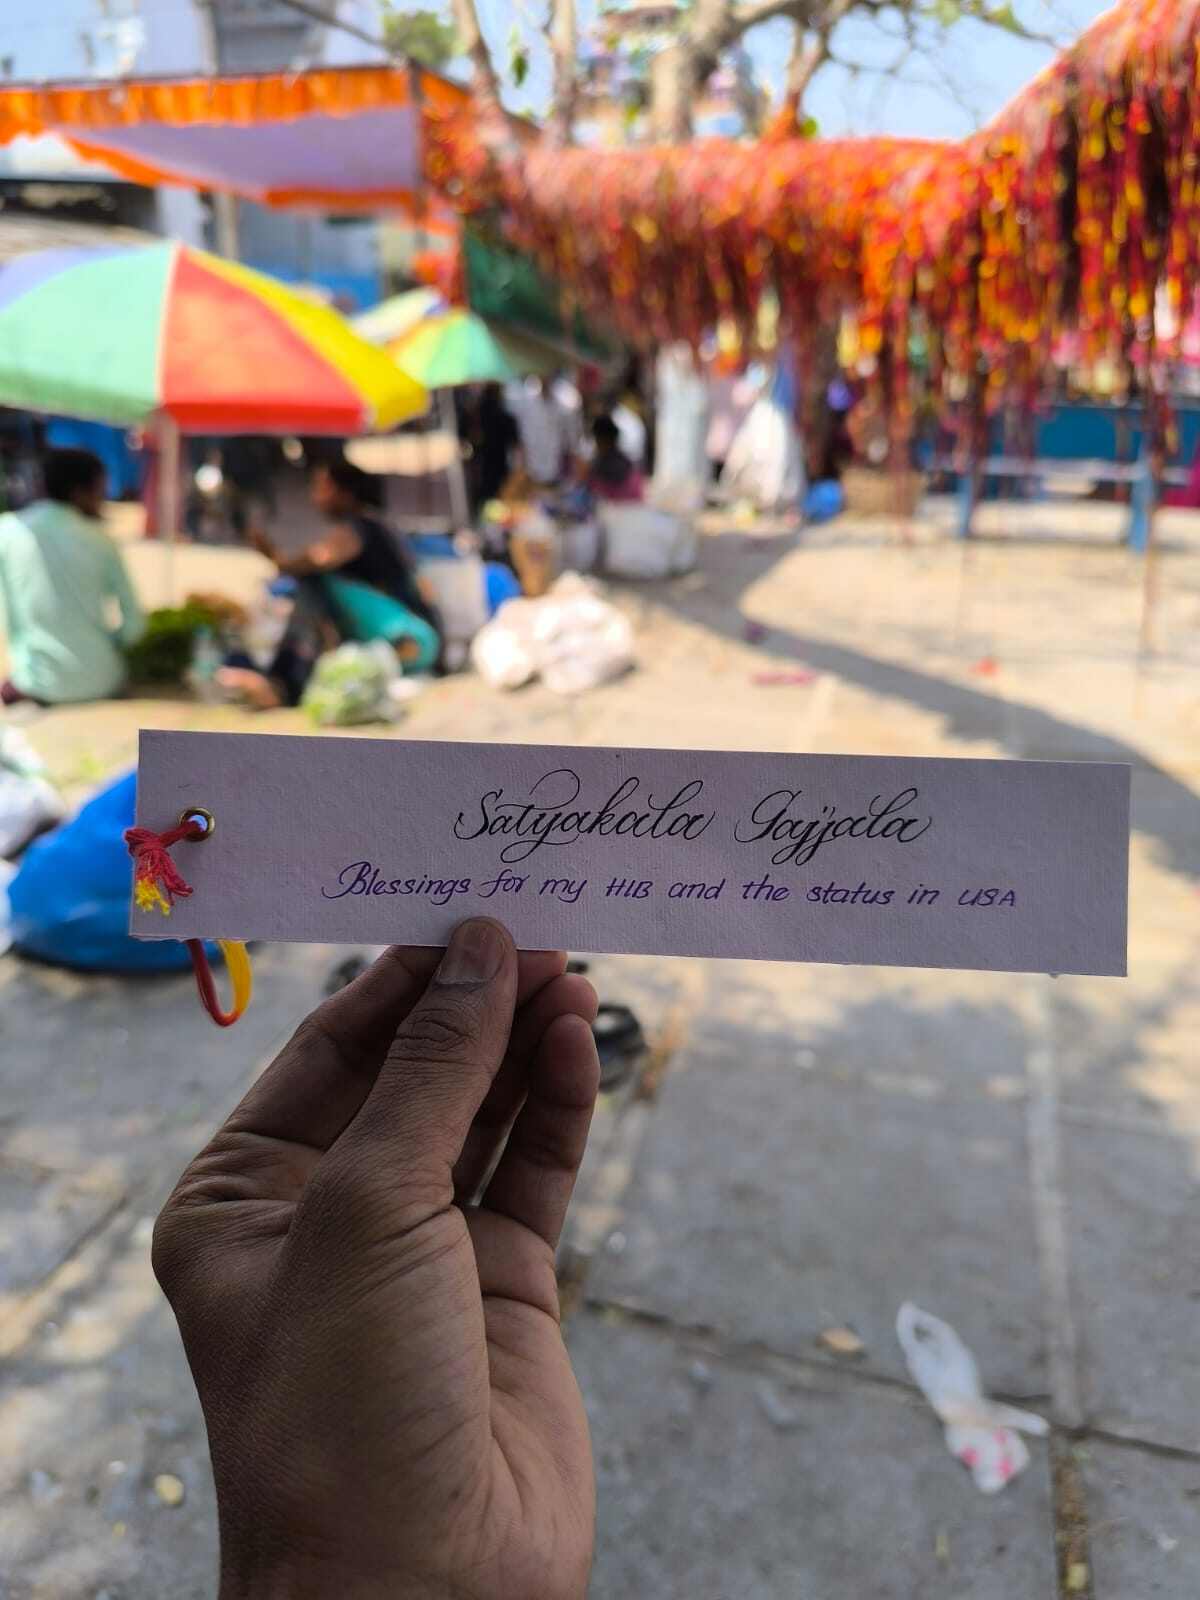 Satyakala Gajjala
Blessings for my H1B and the status in USA